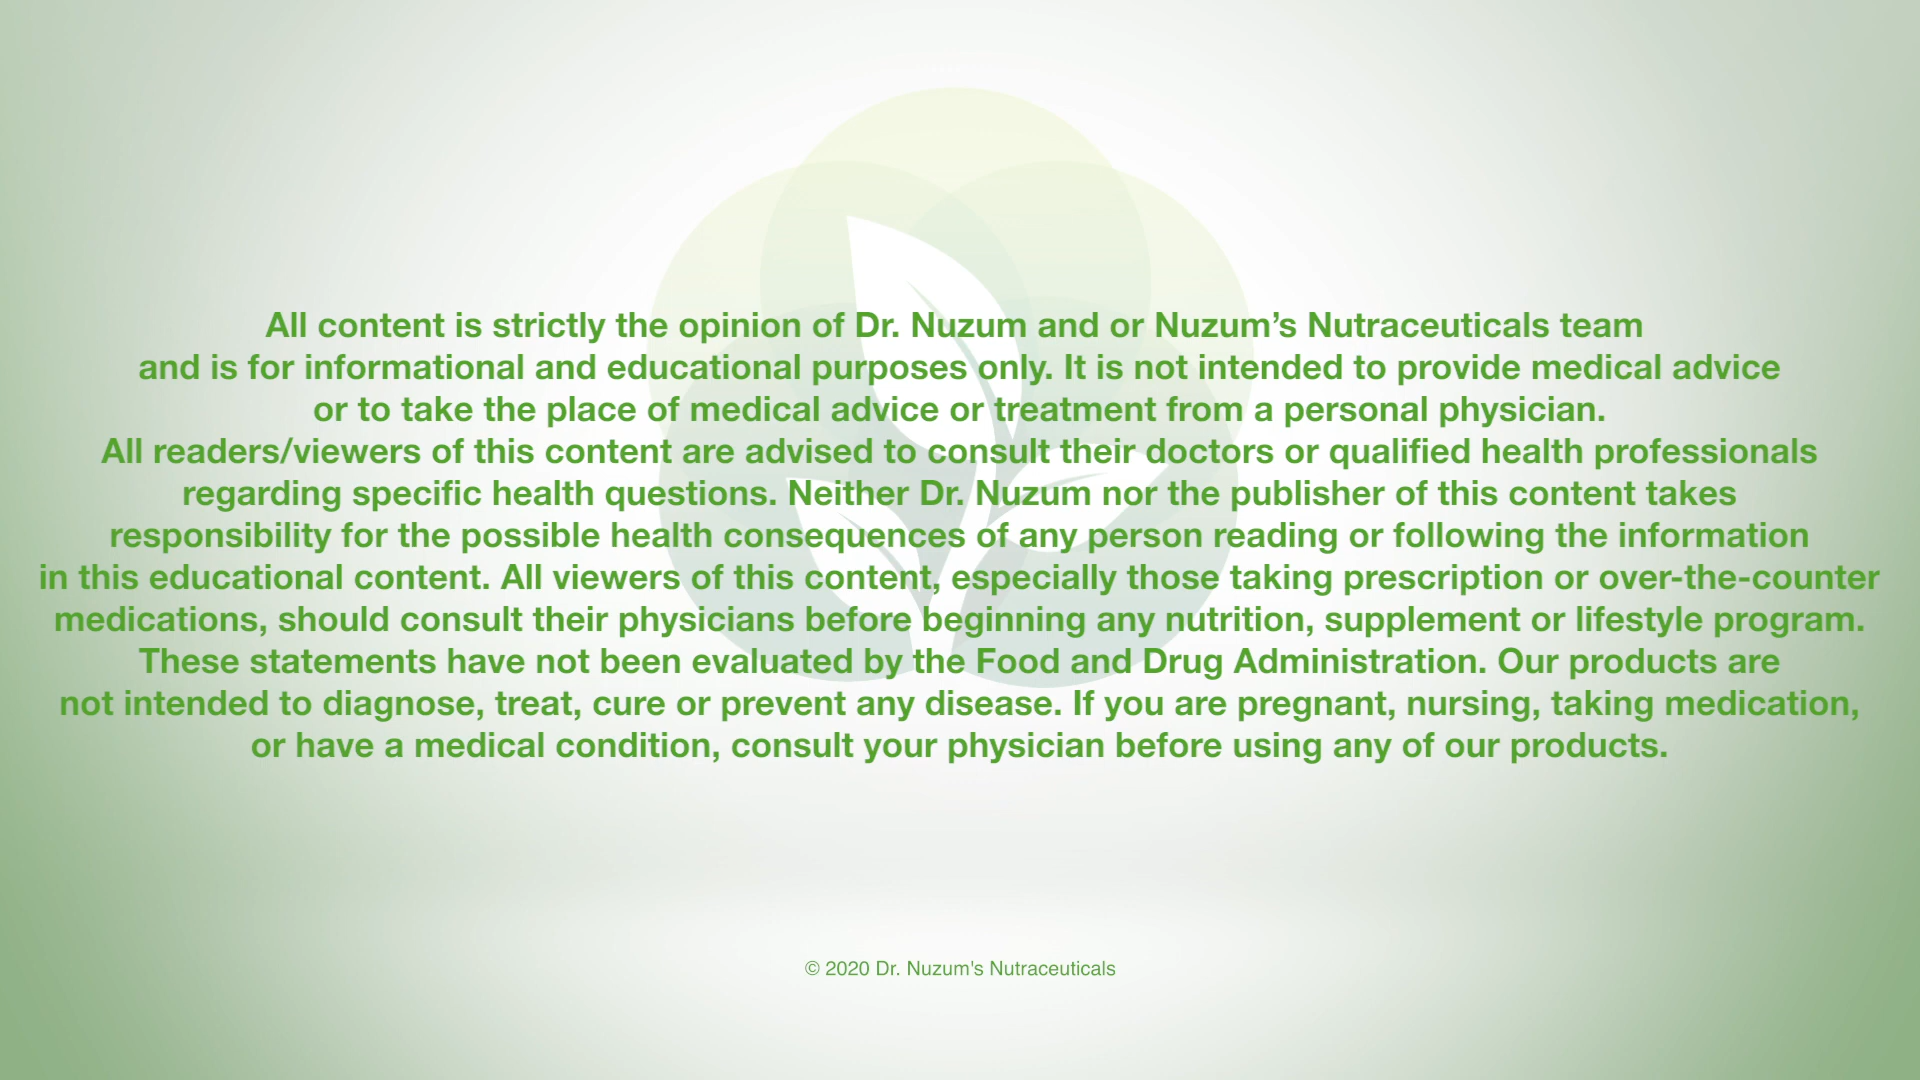 All content is strictly the opinion of Dr. Nuzum and or Nuzum’s Nutraceuticals team
and is for informational and educational purposes only. It is not intended to provide medical advice
or to take the place of medical advice or treatment from a personal physician.
All readers/viewers of this content are advised to consult their doctors or qualified health professionals
regarding specific health questions. Neither Dr. Nuzum nor the publisher of this content takes
responsibility for the possible health consequences of any person reading or following the information
in this educational content. All viewers of this content, especially those taking prescription or over-the-counter
medications, should consult their physicians before beginning any nutrition, supplement or lifestyle program.
These statements have not been evaluated by the Food and Drug Administration. Our products are
not intended to diagnose, treat, cure or prevent any disease. If you are pregnant, nursing, taking medication,
or have a medical condition, consult your physician before using any of our products.
© 2020 Dr. Nuzum's Nutraceuticals